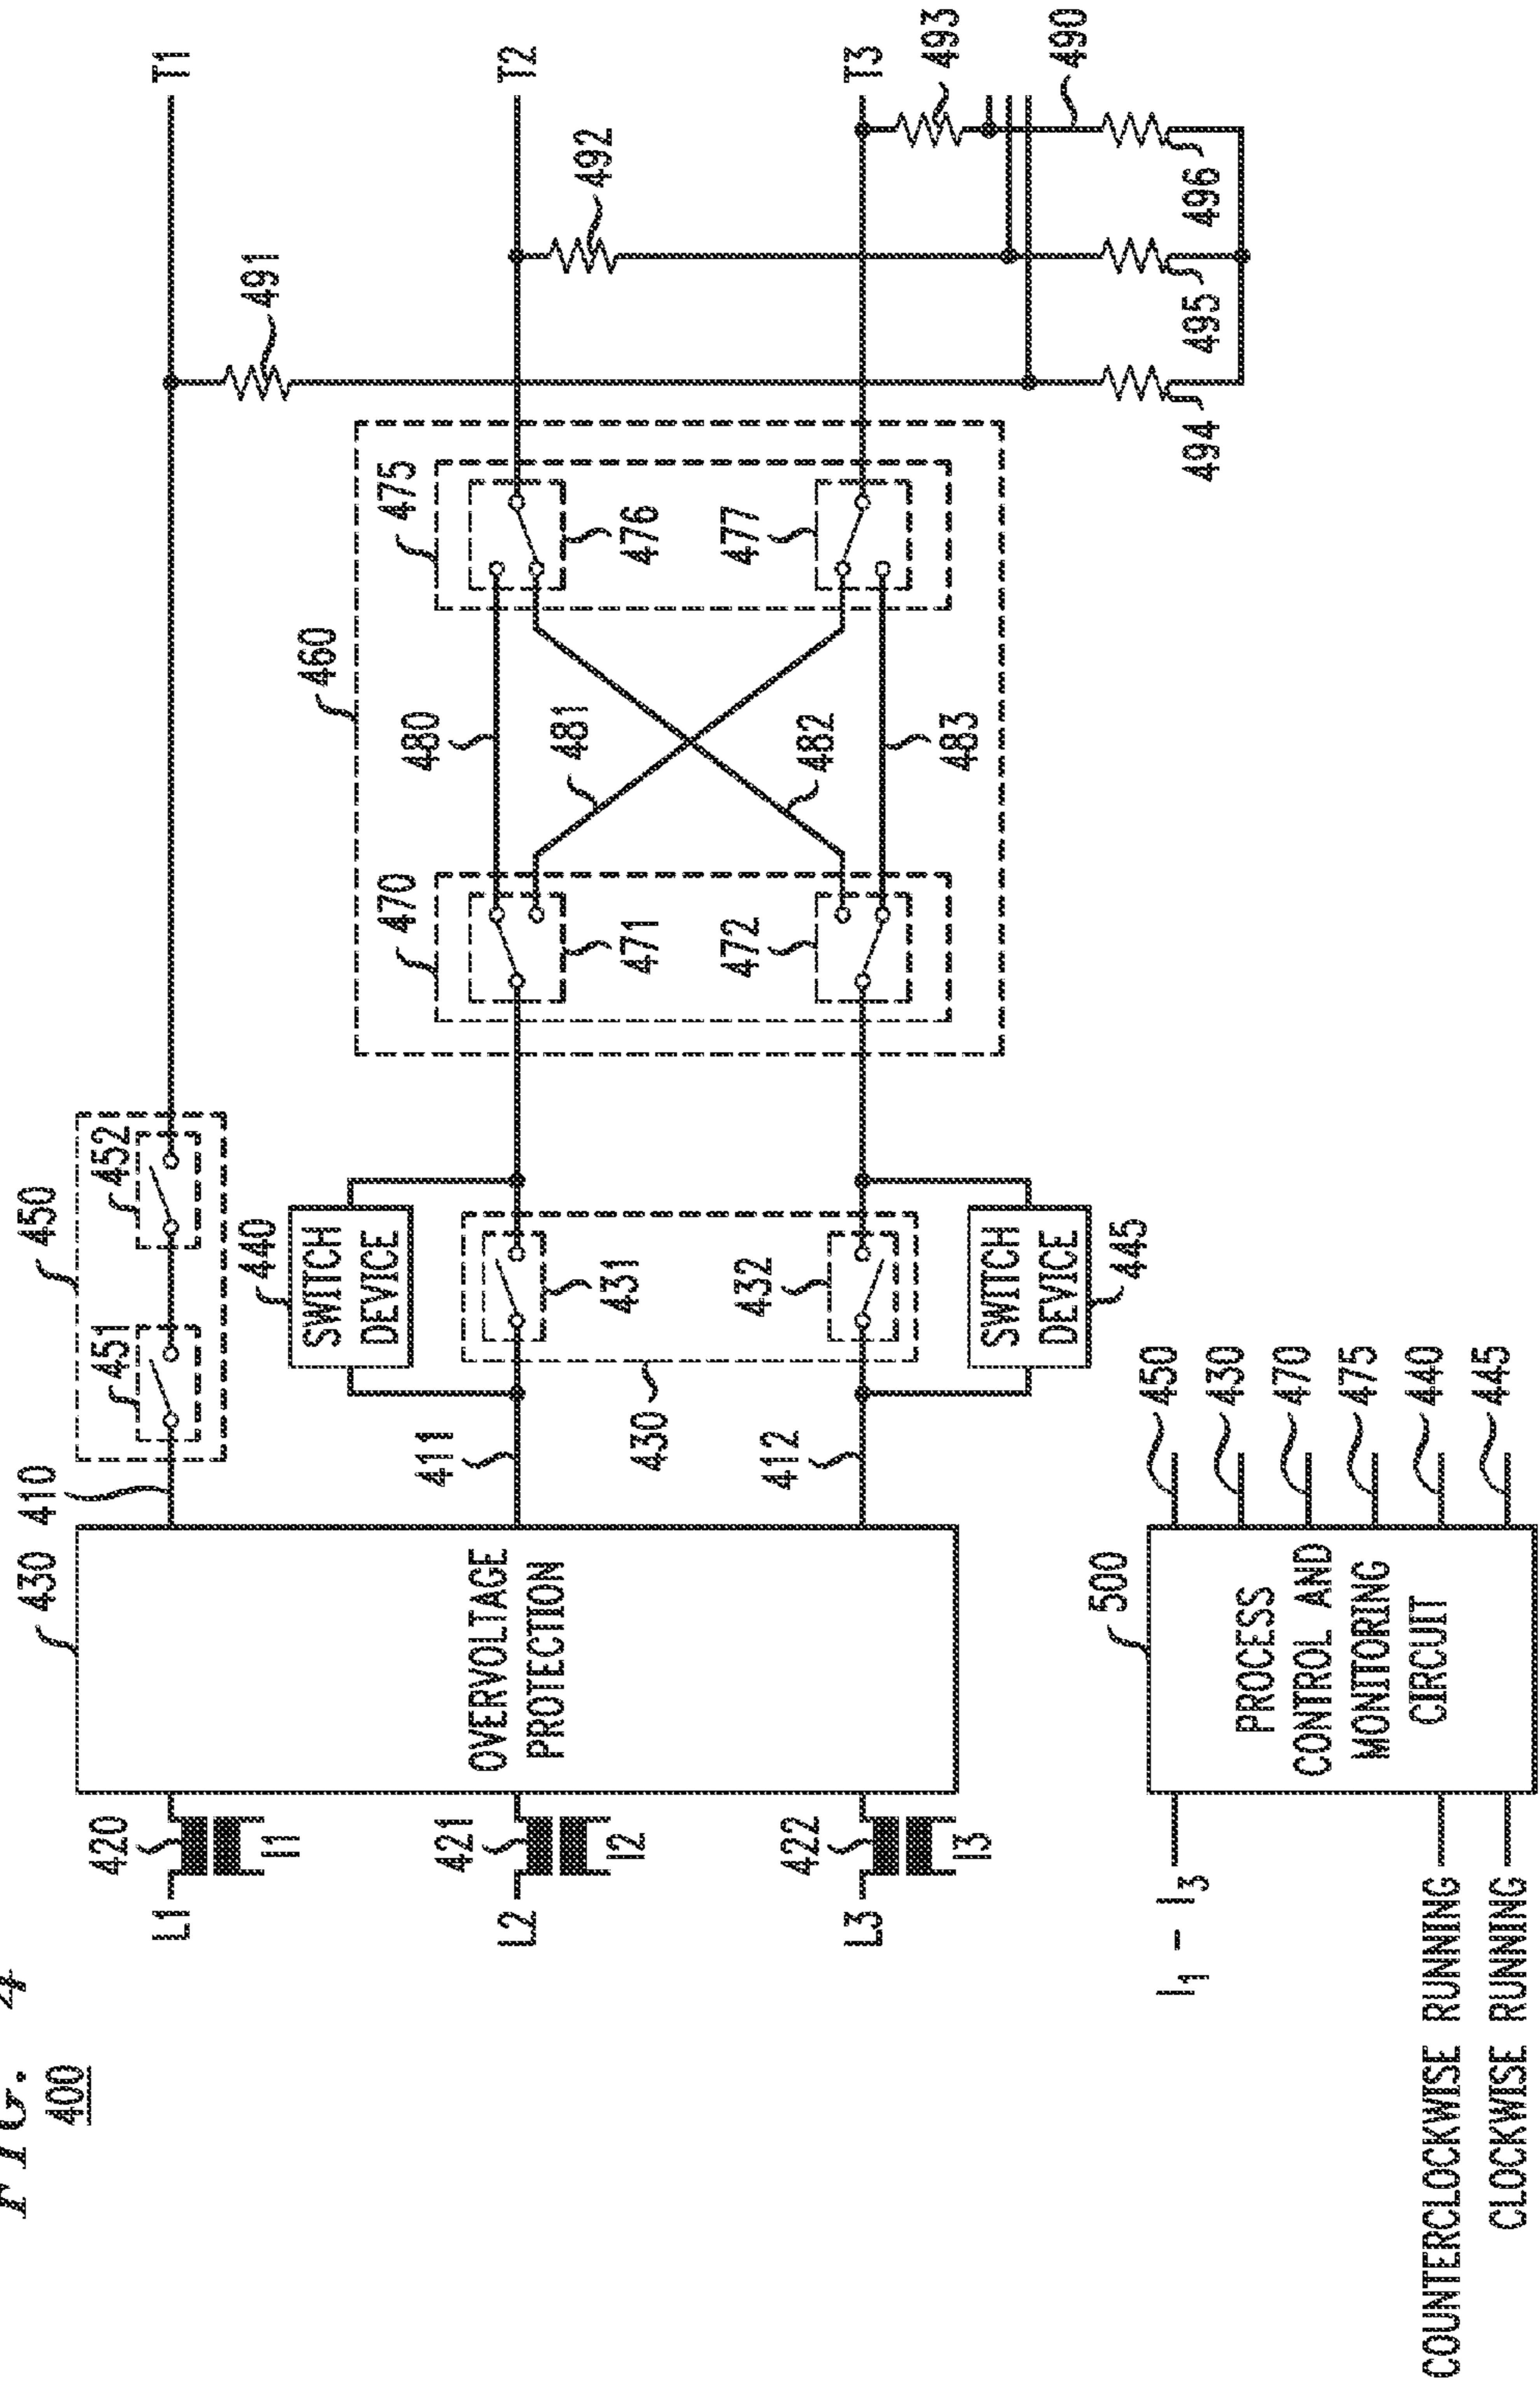 FIG. 4
400
L1
420
I1
L2
421
I2
L3
422
I3
430
OVERVOLTAGE
PROTECTION
410
411
412
450
451
452
440
SWITCH
DEVICE
431
432
430
SWITCH
DEVICE
445
460
470
471
472
475
476
477
480
481
482
483
T1
T2
T3
491
492
493
490
494
495
496
500
PROCESS
CONTROL AND
MONITORING
CIRCUIT
I1 - I3
COUNTERCLOCKWISE RUNNING
CLOCKWISE RUNNING
450
430
470
475
440
445